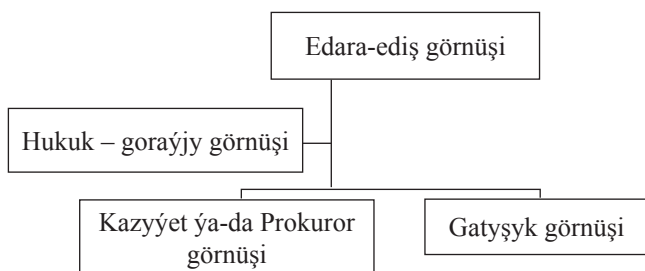 Edara-ediş görnüşi
Hukuk – goraýjy görnüşi
Kazyýet ýa-da Prokuror
görnüşi
Gatyşyk görnüşi